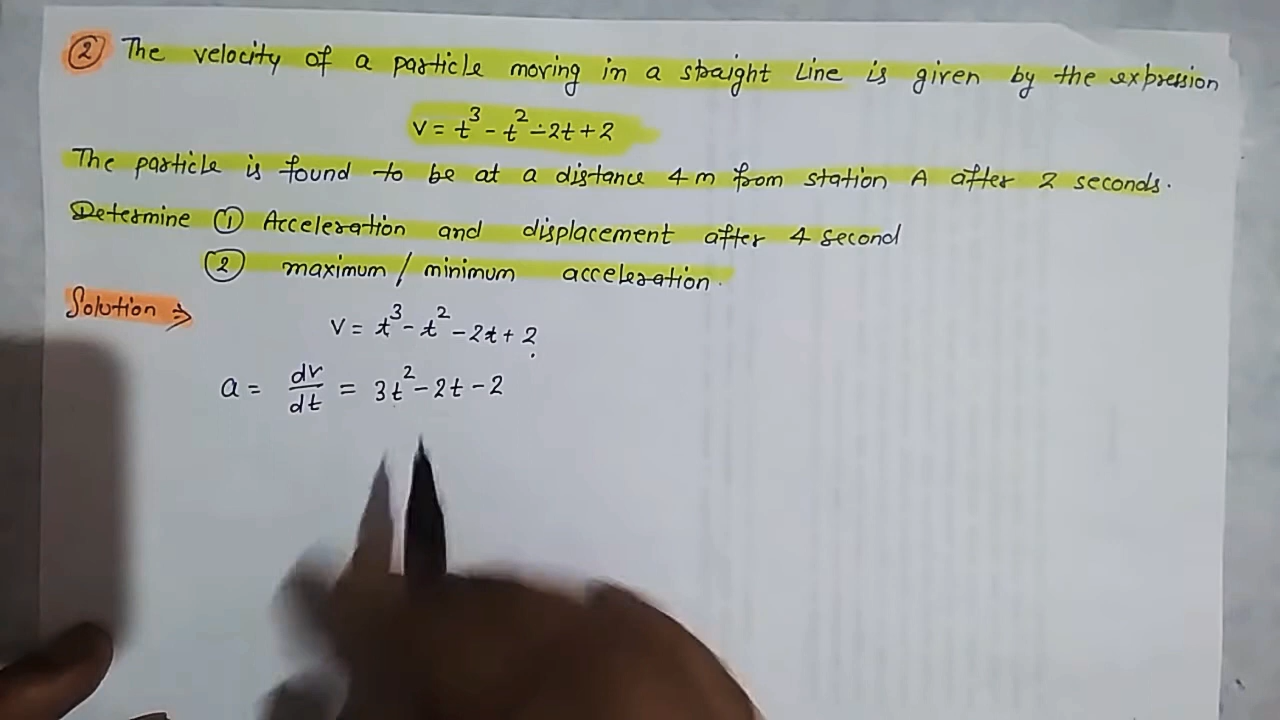 ② The velocity of a particle moving in a straight Line is given by the expression
V = t³ - t² - 2t + 2
The particle is found to be at a distance 4 m from station A after 2 seconds.
Determine ① Acceleration and displacement after 4 second
② maximum / minimum acceleration.
Solution ⇒
V = t³ - t² - 2t + 2
a = dv/dt = 3t² - 2t - 2